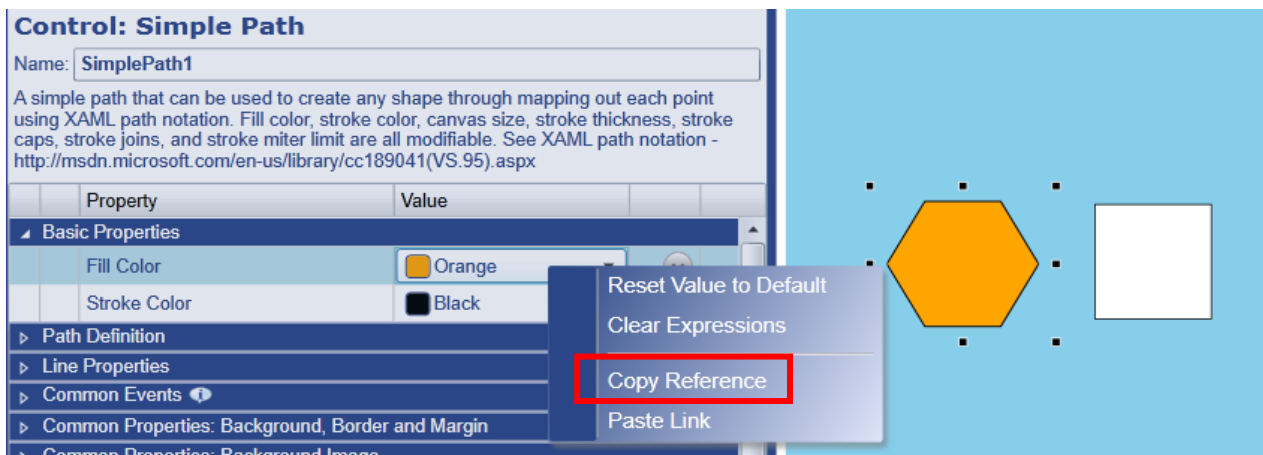 Control: Simple Path
Name: SimplePath1
A simple path that can be used to create any shape through mapping out each point
using XAML path notation. Fill color, stroke color, canvas size, stroke thickness, stroke
caps, stroke joins, and stroke miter limit are all modifiable. See XAML path notation -
http://msdn.microsoft.com/en-us/library/cc189041(VS.95).aspx
Property Value
Basic Properties
Fill Color Orange
Stroke Color Black
Path Definition
Line Properties
Common Events
Common Properties: Background, Border and Margin
Common Properties: Background Image
Reset Value to Default
Clear Expressions
Copy Reference
Paste Link